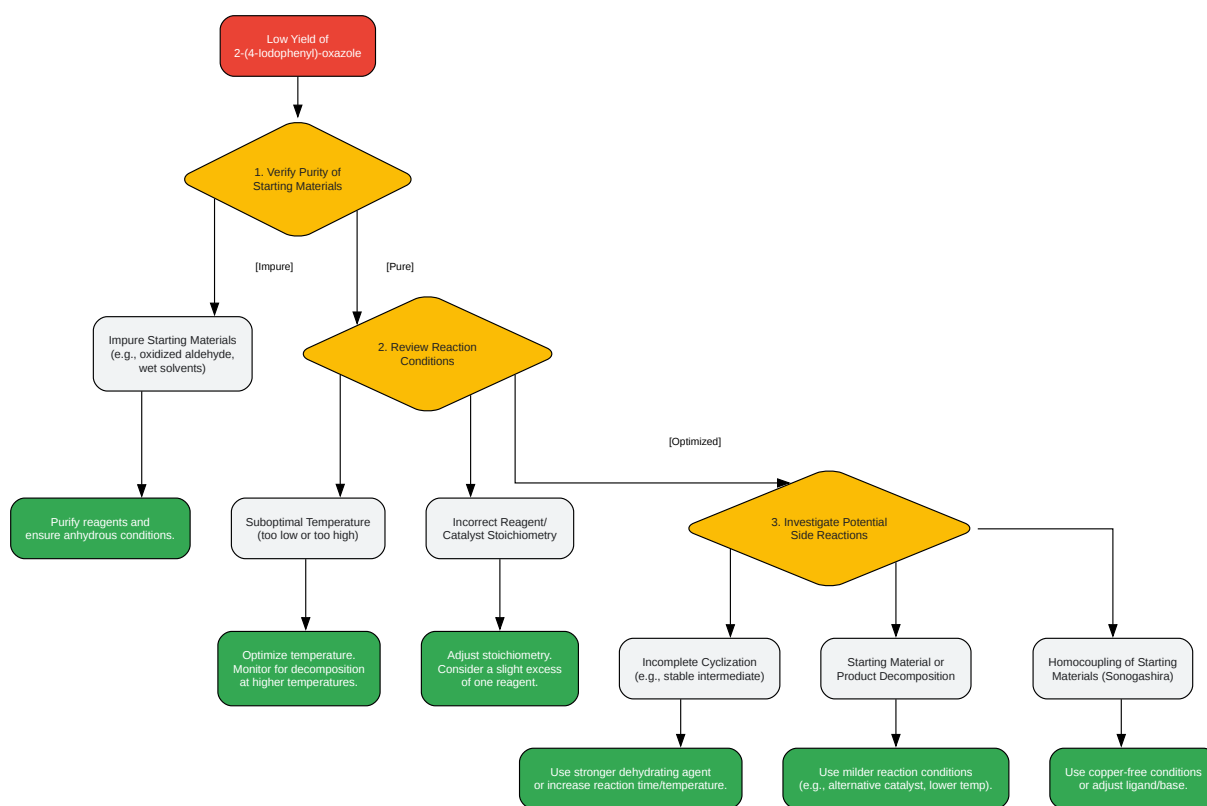 Low Yield of
2-(4-Iodophenyl)-oxazole
1. Verify Purity of
Starting Materials
[Impure]
[Pure]
Impure Starting Materials
(e.g., oxidized aldehyde,
wet solvents)
2. Review Reaction
Conditions
[Optimized]
Purify reagents and
ensure anhydrous conditions.
Suboptimal Temperature
(too low or too high)
Incorrect Reagent/
Catalyst Stoichiometry
3. Investigate Potential
Side Reactions
Optimize temperature.
Monitor for decomposition
at higher temperatures.
Adjust stoichiometry.
Consider a slight excess
of one reagent.
Incomplete Cyclization
(e.g., stable intermediate)
Starting Material or
Product Decomposition
Homocoupling of Starting
Materials (Sonogashira)
Use stronger dehydrating agent
or increase reaction time/temperature.
Use milder reaction conditions
(e.g., alternative catalyst, lower temp).
Use copper-free conditions
or adjust ligand/base.